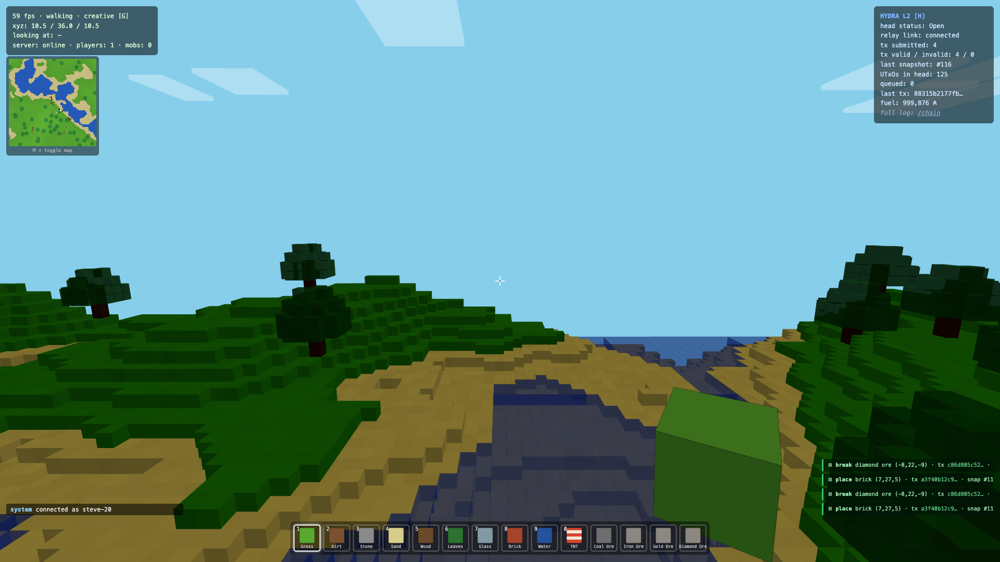 59 fps · walking · creative [G]
xyz: 10.5 / 36.0 / 10.5
looking at: —
server: online · players: 1 · mobs: 0
M = toggle map
HYDRA L2 [H]
head status: Open
relay link: connected
tx submitted: 4
tx valid / invalid: 4 / 0
last snapshot: #116
UTxOs in head: 125
queued: 0
last tx: 88315b2177fb…
fuel: 999,876 ₳
full log: /chain
⛓ break diamond ore (-8,22,-9) · tx c86d805c52… ·
⛓ place brick (7,27,5) · tx a3f40b12c9… · snap #11
⛓ break diamond ore (-8,22,-9) · tx c86d805c52… ·
⛓ place brick (7,27,5) · tx a3f40b12c9… · snap #11
system connected as steve-20
1 2 3 4 5 6 7 8 9 0
Grass Dirt Stone Sand Wood Leaves Glass Brick Water TNT Coal Ore Iron Ore Gold Ore Diamond Ore